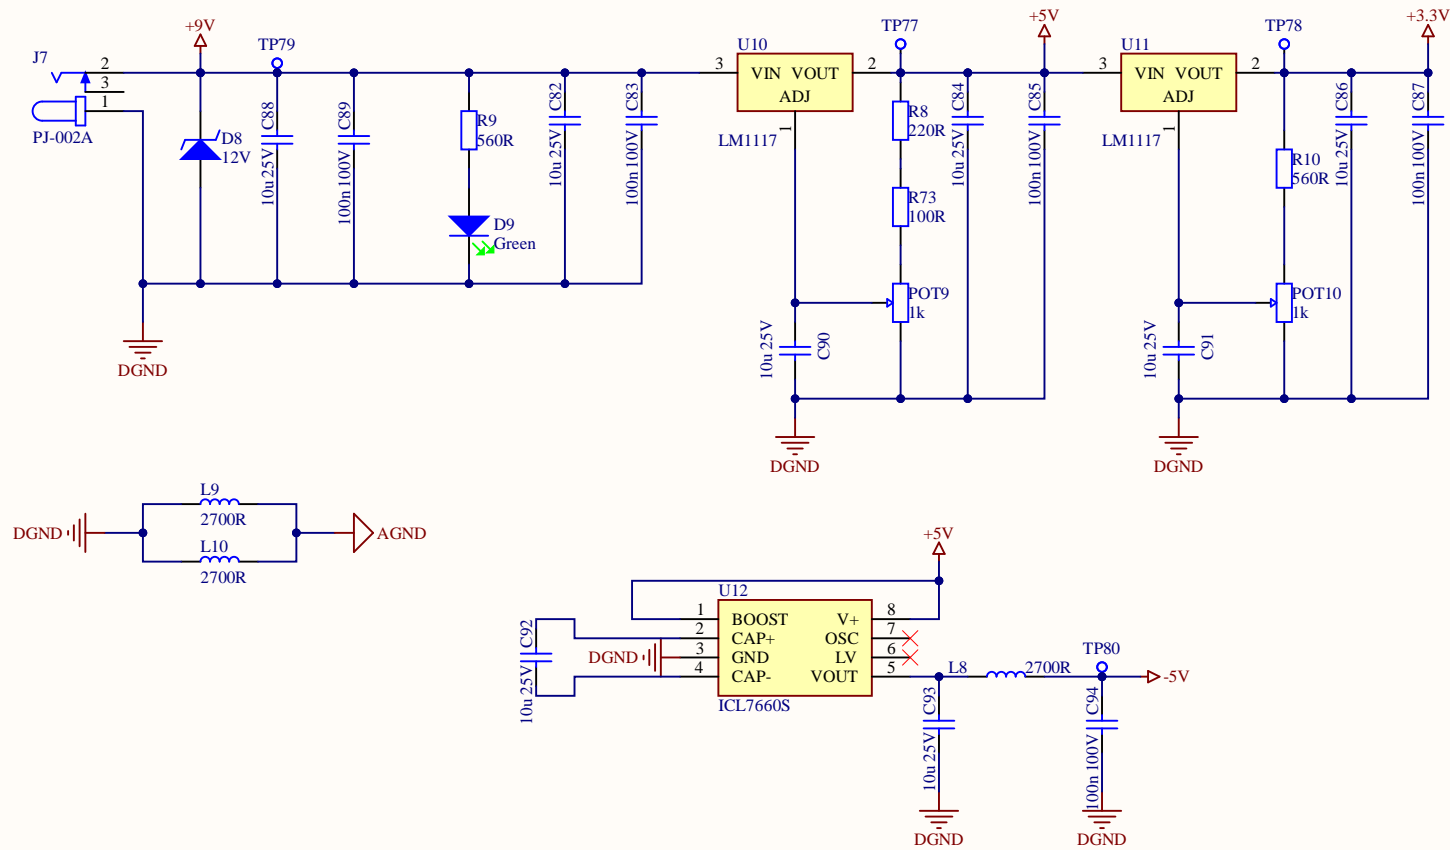 +9V
TP79
J7
2
3
1
PJ-002A
D8
12V
C88
10u 25V
C89
100n 100V
R9
560R
D9
Green
C82
10u 25V
C83
100n 100V
DGND
U10
3
VIN VOUT
2
ADJ
1
LM1117
TP77
R8
220R
R73
100R
POT9
1k
C84
10u 25V
+5V
C85
100n 100V
10u 25V
C90
DGND
U11
3
VIN VOUT
2
ADJ
1
LM1117
TP78
R10
560R
POT10
1k
C86
10u 25V
+3.3V
C87
100n 100V
10u 25V
C91
DGND
L9
2700R
DGND
AGND
L10
2700R
+5V
U12
1
BOOST
V+
8
2
CAP+
OSC
7
DGND
3
GND
LV
6
4
CAP-
VOUT
5
ICL7660S
C92
10u 25V
L8
2700R
TP80
-5V
C93
10u 25V
C94
100n 100V
DGND
DGND